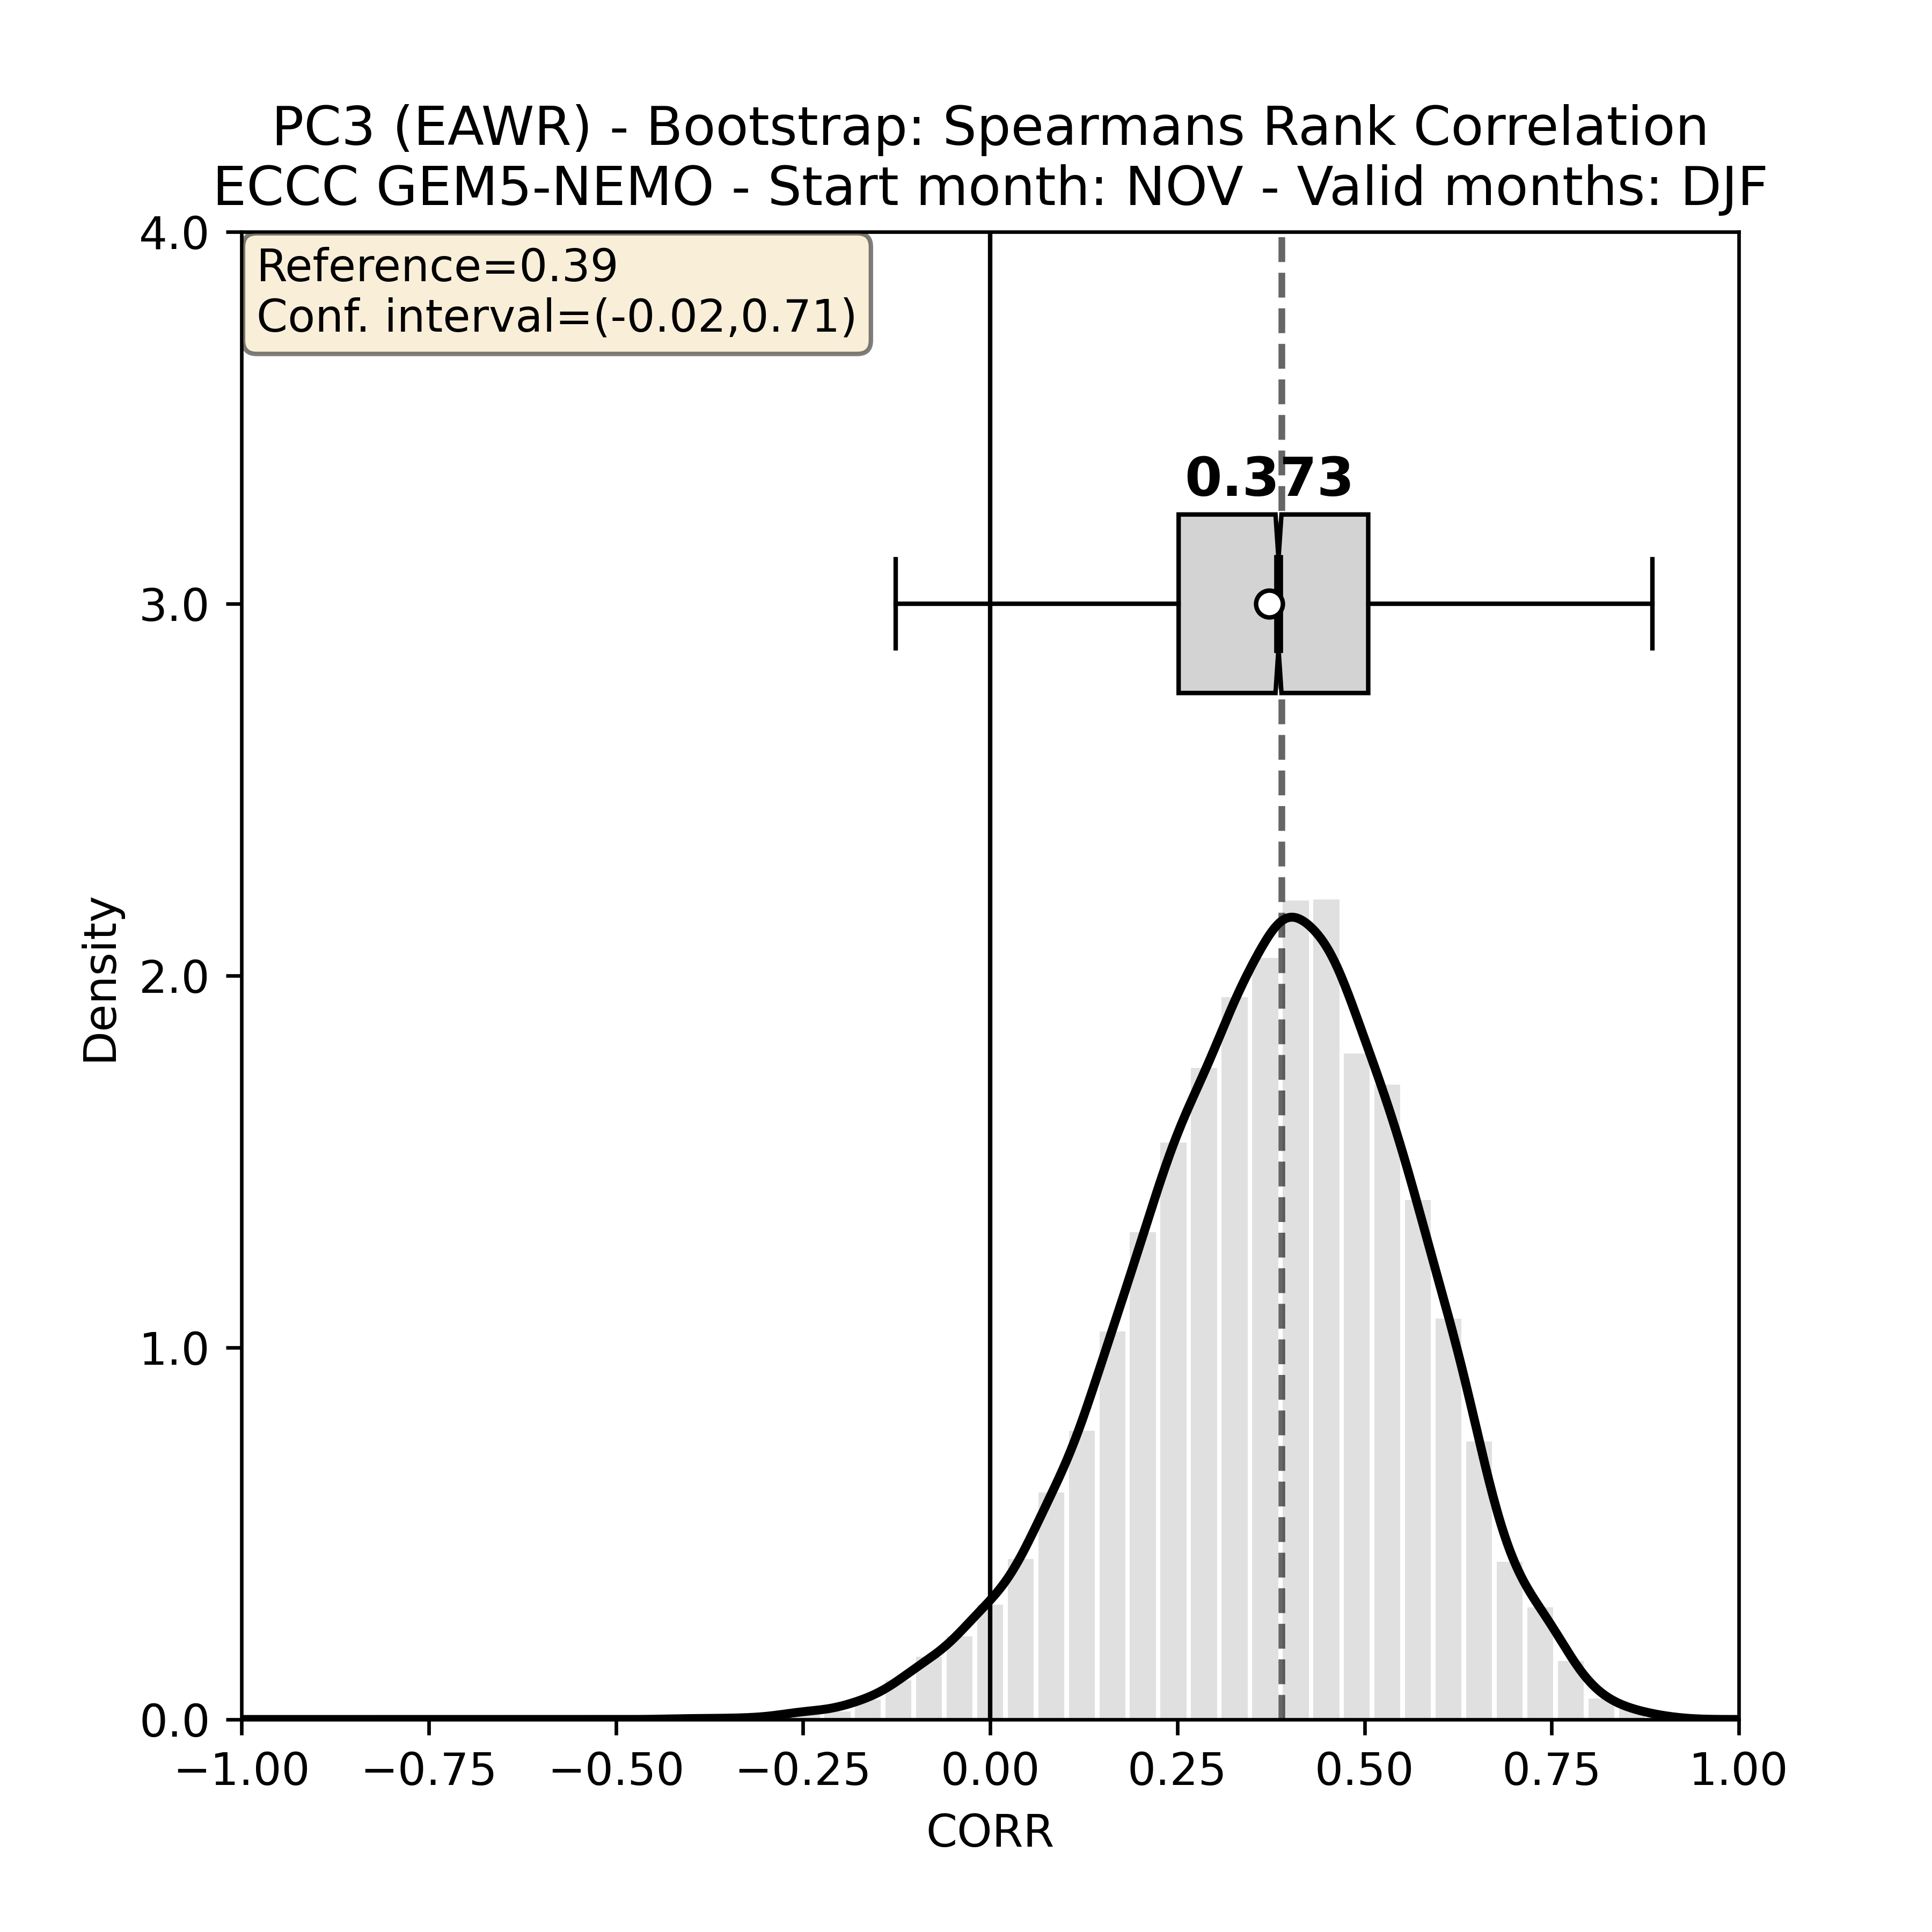 PC3 (EAWR) - Bootstrap: Spearmans Rank Correlation
ECCC GEM5-NEMO - Start month: NOV - Valid months: DJF
4.0
Reference=0.39
Conf. interval=(-0.02,0.71)
0.373
3.0
Density
2.0
1.0
0.0
−1.00 −0.75 −0.50 −0.25 0.00 0.25 0.50 0.75 1.00
CORR